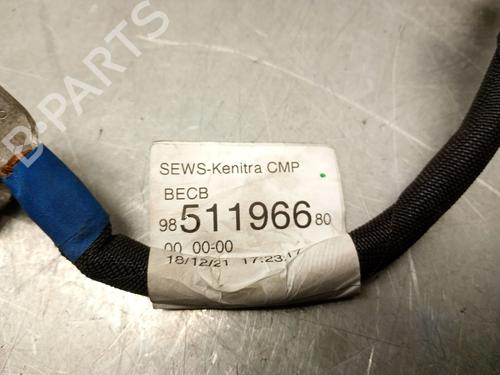 B-PARTS
SEWS-Kenitra CMP
BECB
98 511966 80
00 00-00
18/12/21 17:23:17